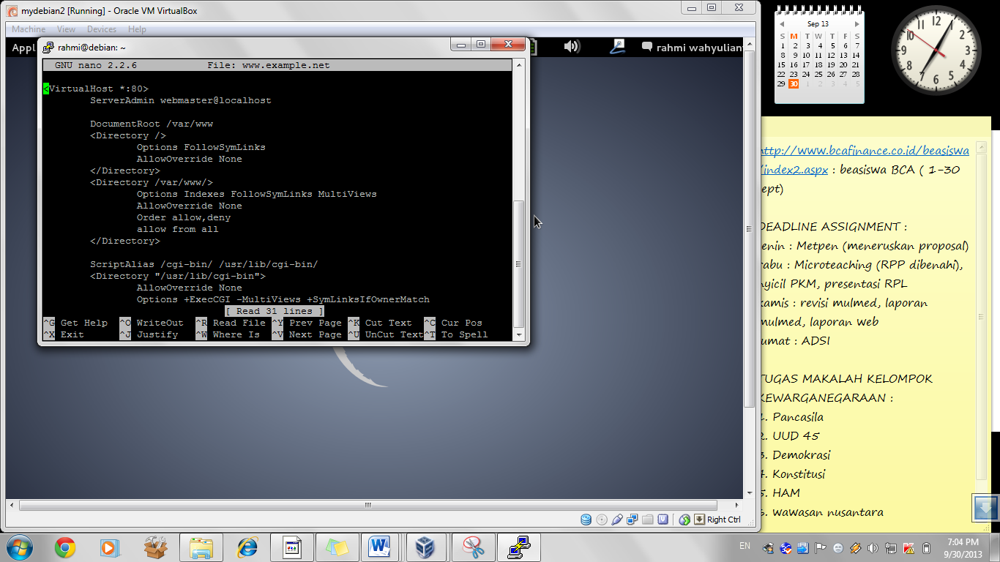 mydebian2 [Running] - Oracle VM VirtualBox
Machine View Devices Help
Appl
rahmi wahyulian
rahmi@debian: ~
GNU nano 2.2.6 File: www.example.net
<VirtualHost *:80>
ServerAdmin webmaster@localhost
DocumentRoot /var/www
<Directory />
Options FollowSymLinks
AllowOverride None
</Directory>
<Directory /var/www/>
Options Indexes FollowSymLinks MultiViews
AllowOverride None
Order allow,deny
allow from all
</Directory>
ScriptAlias /cgi-bin/ /usr/lib/cgi-bin/
<Directory "/usr/lib/cgi-bin">
AllowOverride None
Options +ExecCGI -MultiViews +SymLinksIfOwnerMatch
[ Read 31 lines ]
^G Get Help ^O WriteOut ^R Read File ^Y Prev Page ^K Cut Text ^C Cur Pos
^X Exit ^J Justify ^W Where Is ^V Next Page ^U UnCut Text ^T To Spell
Right Ctrl
Sep 13
S M T W T F S
1 2 3 4 5 6 7
8 9 10 11 12 13 14
15 16 17 18 19 20 21
22 23 24 25 26 27 28
29 30 1 2 3 4 5
12 1 2 3 4 5 6 7 8 9 10 11
http://www.bcafinance.co.id/beasiswa
/index2.aspx : beasiswa BCA ( 1-30
ept)
DEADLINE ASSIGNMENT :
enin : Metpen (meneruskan proposal)
rabu : Microteaching (RPP dibenahi),
nyicil PKM, presentasi RPL
kamis : revisi mulmed, laporan
mulmed, laporan web
jumat : ADSI
TUGAS MAKALAH KELOMPOK
KEWARGANEGARAAN :
1. Pancasila
2. UUD 45
3. Demokrasi
4. Konstitusi
5. HAM
6. wawasan nusantara
EN
7:04 PM
9/30/2013